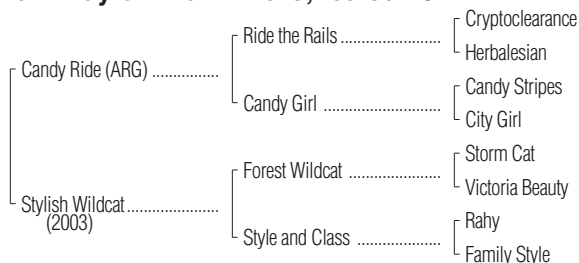 Cryptoclearance
Ride the Rails
Herbalesian
Candy Ride (ARG)
Candy Stripes
Candy Girl
City Girl
Storm Cat
Forest Wildcat
Victoria Beauty
Stylish Wildcat
(2003)
Rahy
Style and Class
Family Style